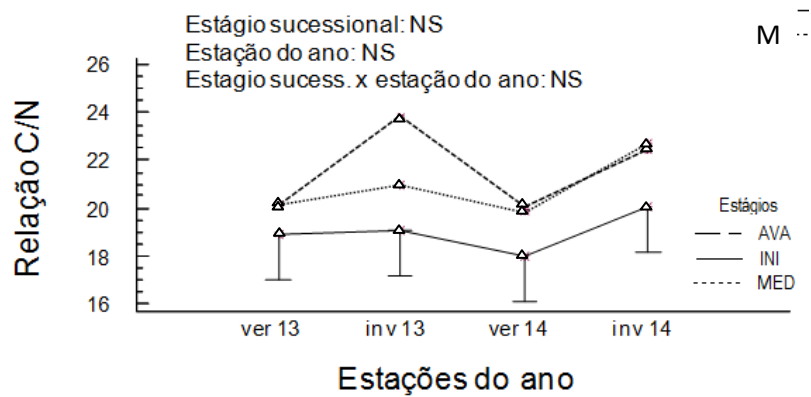 Estágio sucessional: NS
Estação do ano: NS
Estagio sucess. x estação do ano: NS
M
Relação C/N
26
24
22
20
18
16
ver 13
inv 13
ver 14
inv 14
Estações do ano
Estágios
AVA
INI
MED